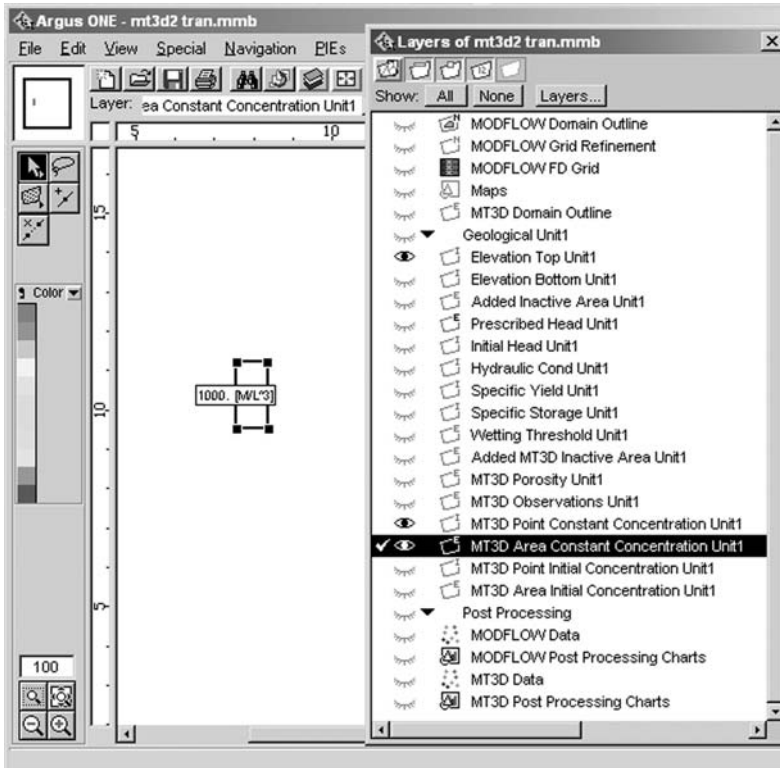 Argus ONE - mt3d2 tran.mmb
File Edit View Special Navigation PIEs
Layer: ea Constant Concentration Unit1
5 10
15
10
5
Color
1000. [M/L^3]
100
Layers of mt3d2 tran.mmb
Show: All None Layers...
MODFLOW Domain Outline
MODFLOW Grid Refinement
MODFLOW FD Grid
Maps
MT3D Domain Outline
Geological Unit1
Elevation Top Unit1
Elevation Bottom Unit1
Added Inactive Area Unit1
Prescribed Head Unit1
Initial Head Unit1
Hydraulic Cond Unit1
Specific Yield Unit1
Specific Storage Unit1
Wetting Threshold Unit1
Added MT3D Inactive Area Unit1
MT3D Porosity Unit1
MT3D Observations Unit1
MT3D Point Constant Concentration Unit1
MT3D Area Constant Concentration Unit1
MT3D Point Initial Concentration Unit1
MT3D Area Initial Concentration Unit1
Post Processing
MODFLOW Data
MODFLOW Post Processing Charts
MT3D Data
MT3D Post Processing Charts